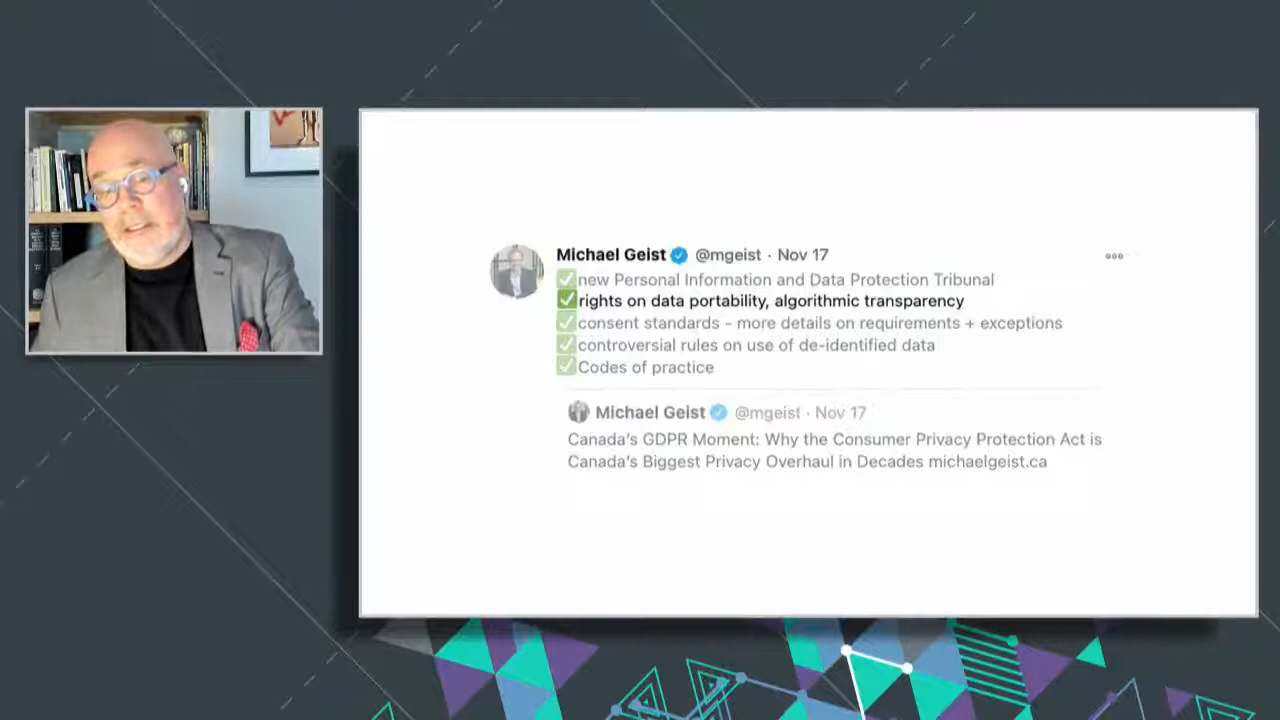 Michael Geist @mgeist · Nov 17
new Personal Information and Data Protection Tribunal
rights on data portability, algorithmic transparency
consent standards - more details on requirements + exceptions
controversial rules on use of de-identified data
Codes of practice
Michael Geist @mgeist · Nov 17
Canada's GDPR Moment: Why the Consumer Privacy Protection Act is
Canada's Biggest Privacy Overhaul in Decades michaelgeist.ca